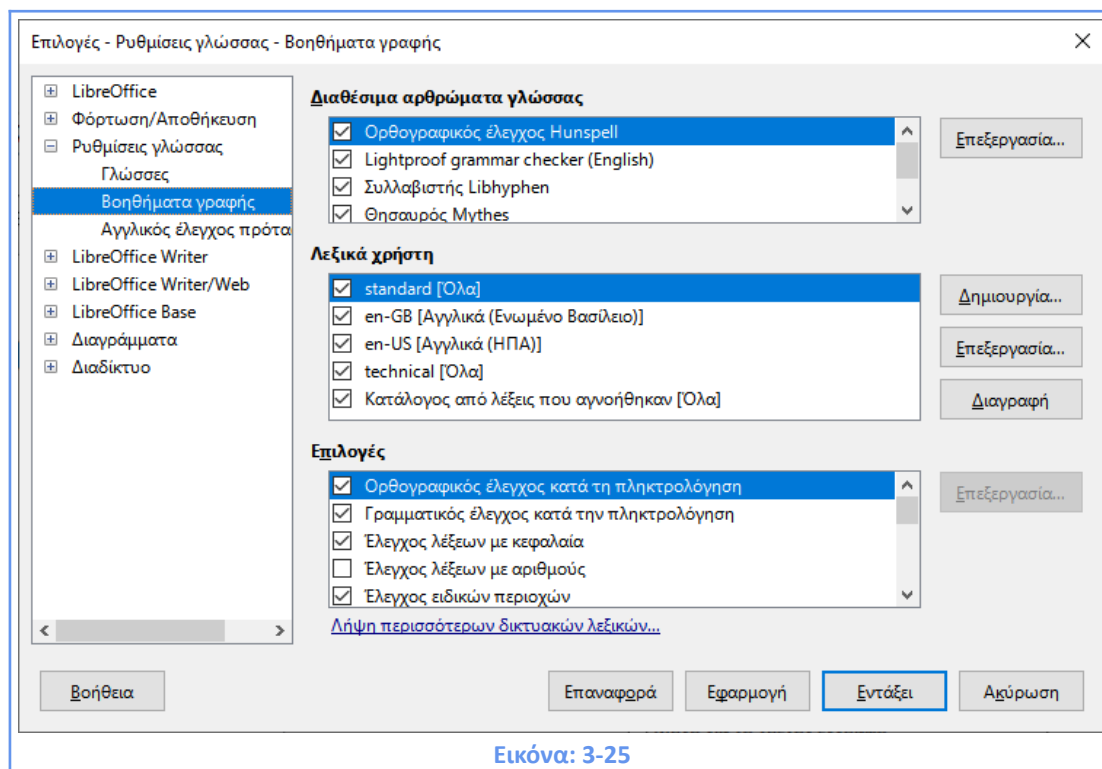 Επιλογές - Ρυθμίσεις γλώσσας - Βοηθήματα γραφής
LibreOffice
Φόρτωση/Αποθήκευση
Ρυθμίσεις γλώσσας
Γλώσσες
Βοηθήματα γραφής
Αγγλικός έλεγχος πρότα
LibreOffice Writer
LibreOffice Writer/Web
LibreOffice Base
Διαγράμματα
Διαδίκτυο
Διαθέσιμα αρθρώματα γλώσσας
Ορθογραφικός έλεγχος Hunspell
Lightproof grammar checker (English)
Συλλαβιστής Libhyphen
Θησαυρός Mythes
Επεξεργασία...
Λεξικά χρήστη
standard [Όλα]
en-GB [Αγγλικά (Ενωμένο Βασίλειο)]
en-US [Αγγλικά (ΗΠΑ)]
technical [Όλα]
Κατάλογος από λέξεις που αγνοήθηκαν [Όλα]
Δημιουργία...
Επεξεργασία...
Διαγραφή
Επιλογές
Ορθογραφικός έλεγχος κατά τη πληκτρολόγηση
Γραμματικός έλεγχος κατά την πληκτρολόγηση
Έλεγχος λέξεων με κεφαλαία
Έλεγχος λέξεων με αριθμούς
Έλεγχος ειδικών περιοχών
Επεξεργασία...
Λήψη περισσότερων δικτυακών λεξικών...
Βοήθεια
Επαναφορά
Εφαρμογή
Εντάξει
Ακύρωση
Εικόνα: 3-25